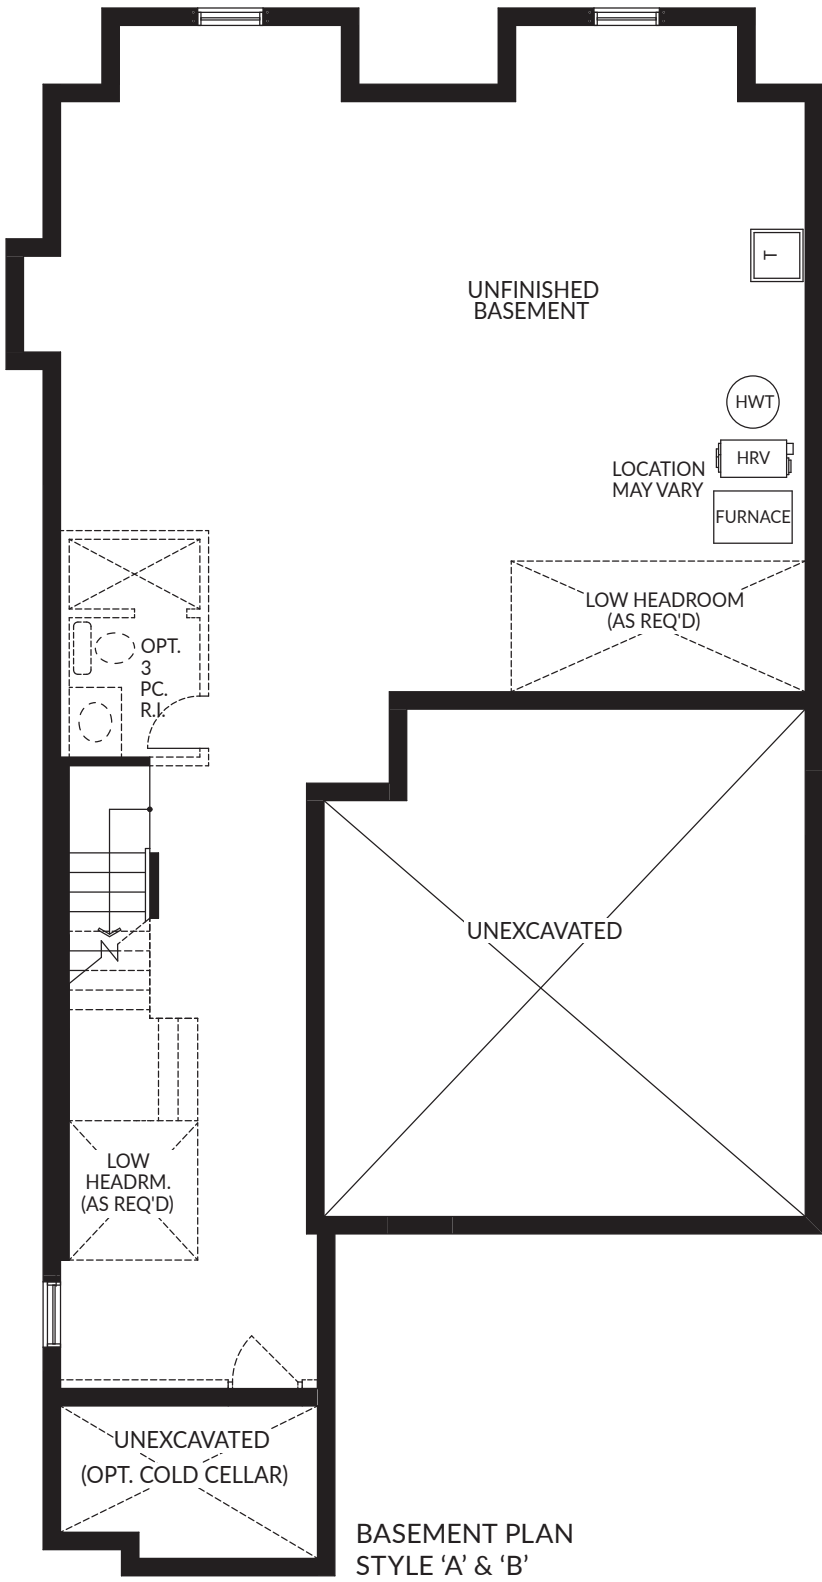 T
UNFINISHED
BASEMENT
HWT
HRV
LOCATION
MAY VARY
FURNACE
LOW HEADROOM
(AS REQ'D)
OPT.
3
PC.
R.I.
UNEXCAVATED
LOW
HEADRM.
(AS REQ'D)
UNEXCAVATED
(OPT. COLD CELLAR)
BASEMENT PLAN
STYLE ‘A’ & ‘B’